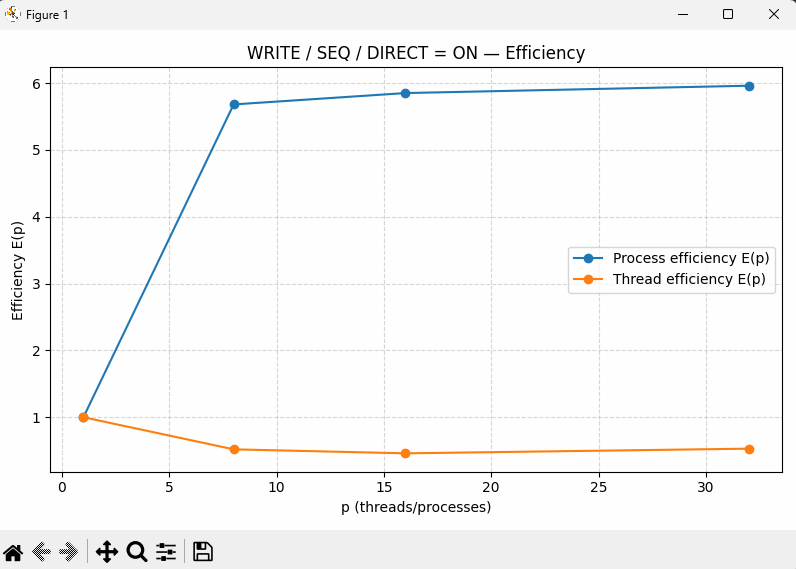 Figure 1
WRITE / SEQ / DIRECT = ON — Efficiency
6
5
4
3
2
1
Efficiency E(p)
Process efficiency E(p)
Thread efficiency E(p)
0 5 10 15 20 25 30
p (threads/processes)